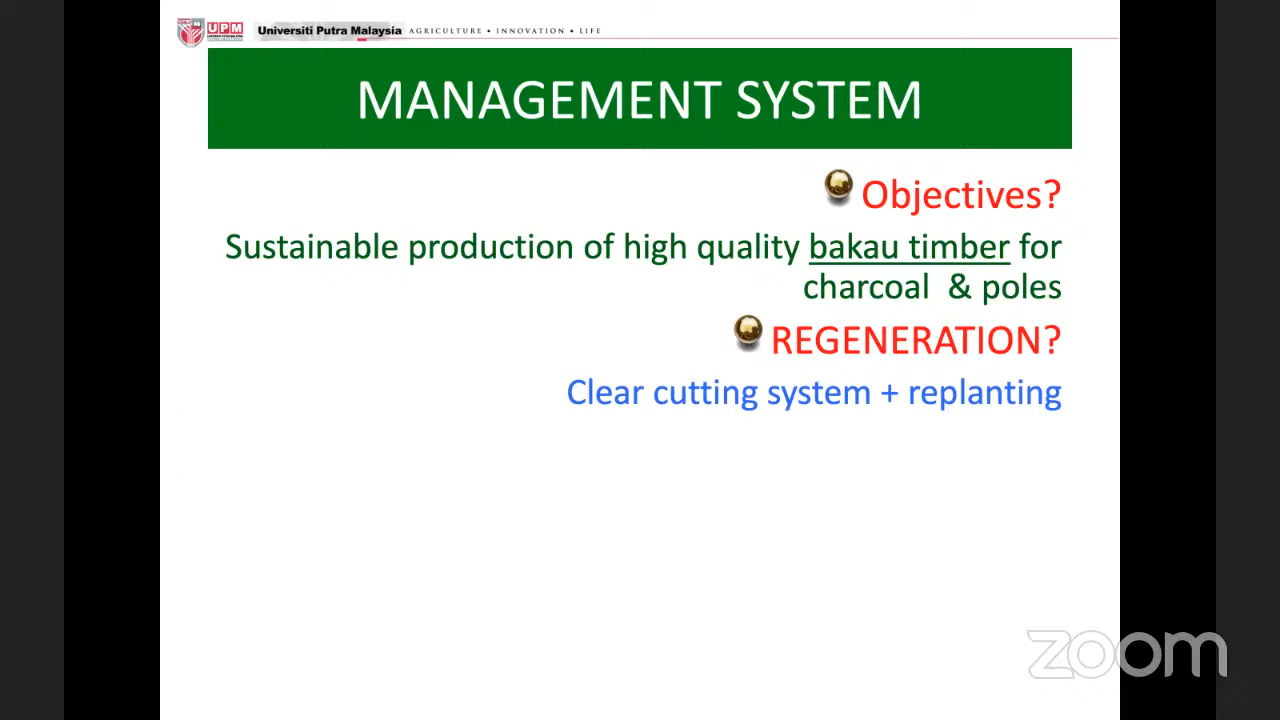 UPM
Universiti Putra Malaysia AGRICULTURE • INNOVATION • LIFE
MANAGEMENT SYSTEM
Objectives?
Sustainable production of high quality bakau timber for
charcoal & poles
REGENERATION?
Clear cutting system + replanting
zoom